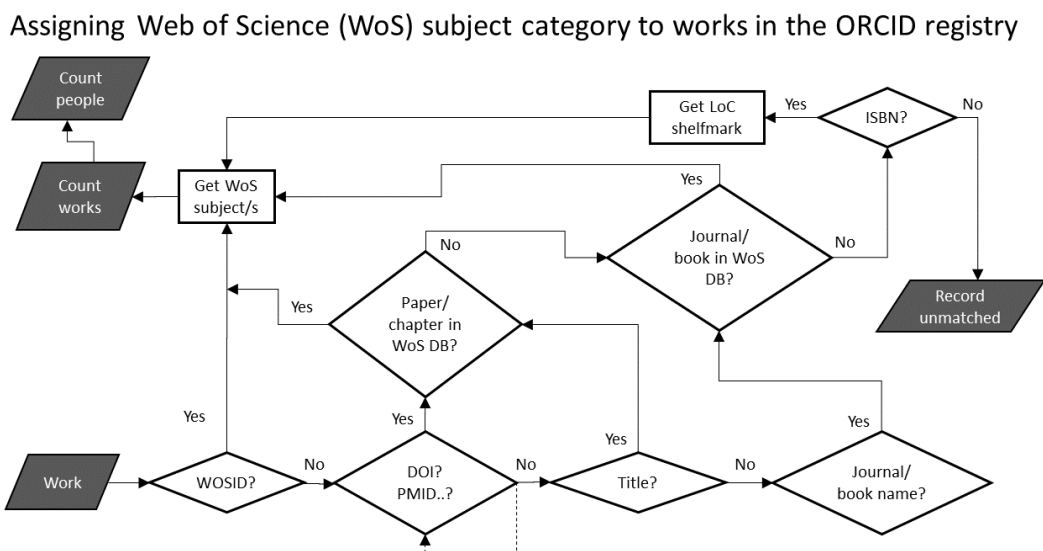 Assigning Web of Science (WoS) subject category to works in the ORCID registry
Count
people
Get LoC
shelfmark
Yes
ISBN?
No
Count
works
Get WoS
subject/s
Yes
No
Journal/
book in WoS
DB?
No
Yes
Paper/
chapter in
WoS DB?
Record
unmatched
Yes
Yes
Yes
Yes
Work
WOSID?
No
DOI?
PMID..?
No
Title?
No
Journal/
book name?